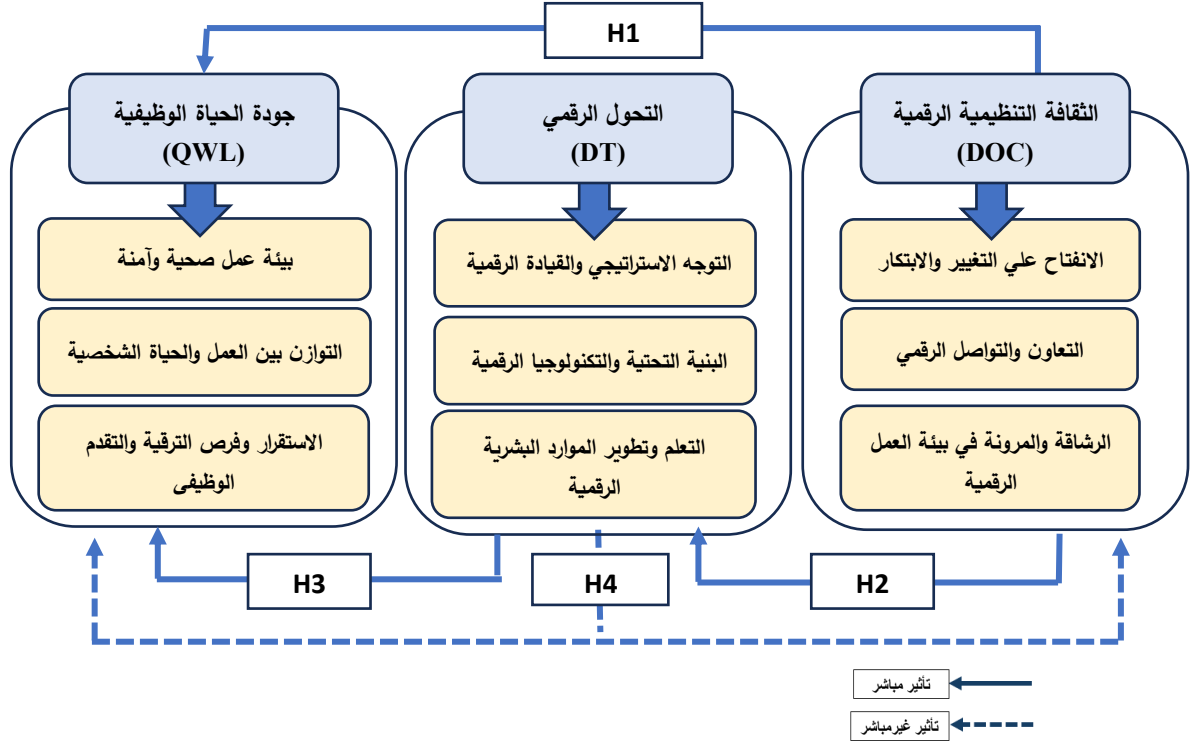 H1
الثقافة التنظيمية الرقمية
(DOC)
الانفتاح علي التغيير والابتكار
التعاون والتواصل الرقمي
الرشاقة والمرونة في بيئة العمل
الرقمية
التحول الرقمي
(DT)
التوجه الاستراتيجي والقيادة الرقمية
البنية التحتية والتكنولوجيا الرقمية
التعلم وتطوير الموارد البشرية
الرقمية
جودة الحياة الوظيفية
(QWL)
بيئة عمل صحية وآمنة
التوازن بين العمل والحياة الشخصية
الاستقرار وفرص الترقية والتقدم
الوظيفى
H2
H4
H3
تأثير مباشر
تأثير غيرمباشر